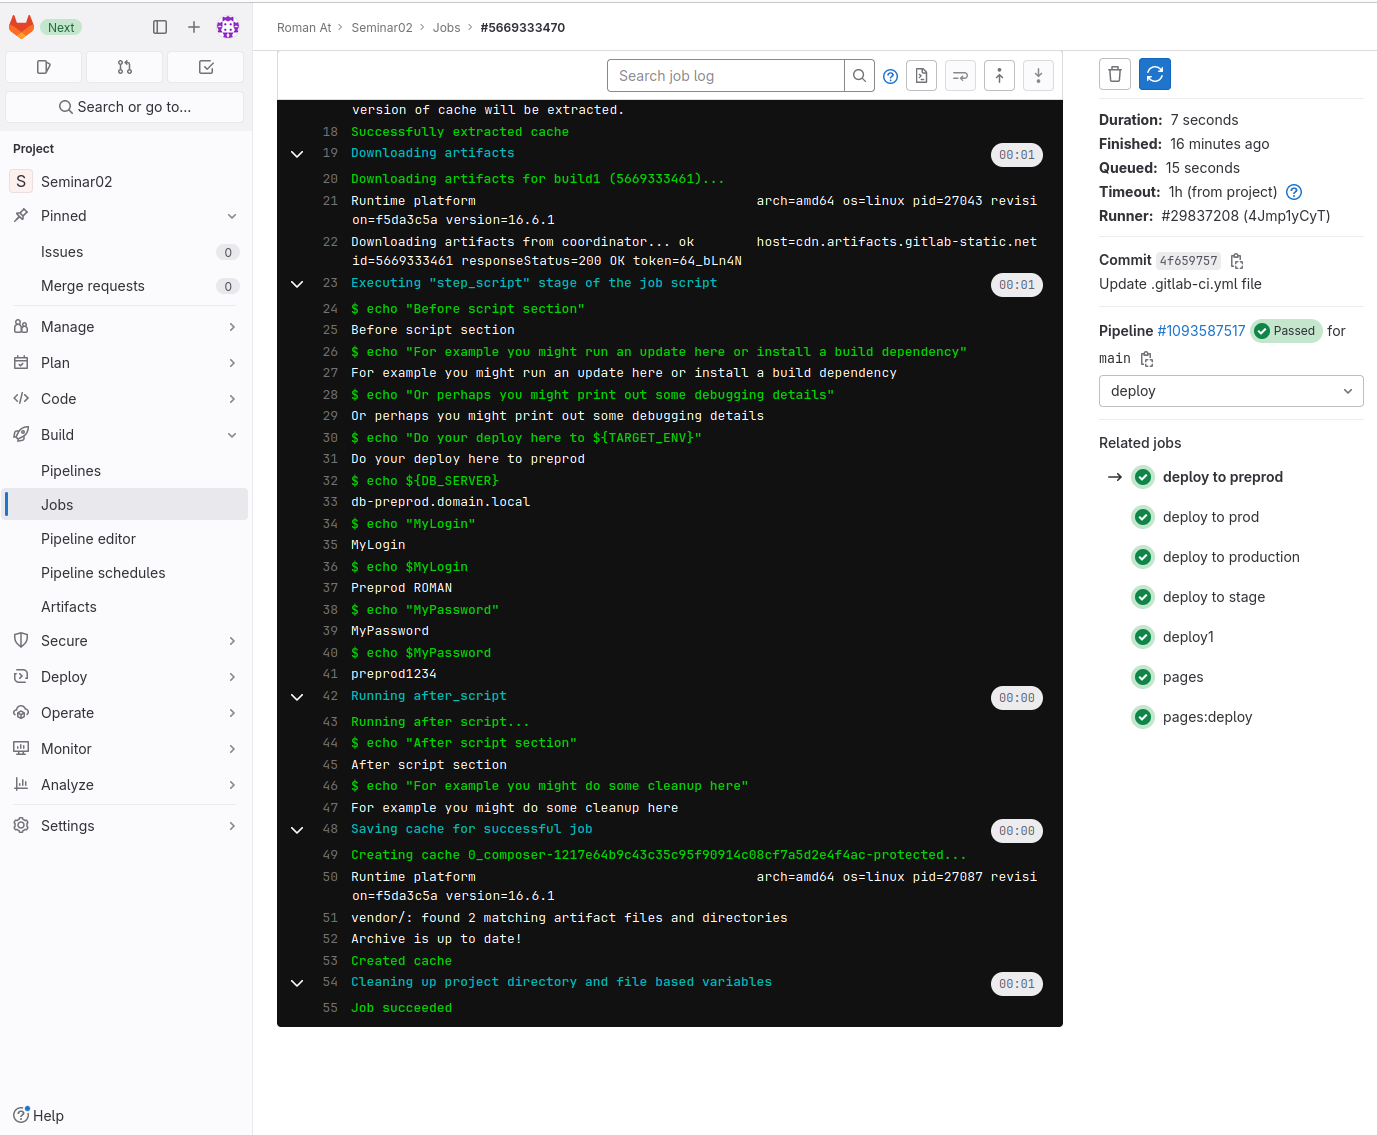 Next
Roman At › Seminar02 › Jobs › #5669333470
Search or go to...
Project
S Seminar02
Pinned
Issues 0
Merge requests 0
Manage
Plan
Code
Build
Pipelines
Jobs
Pipeline editor
Pipeline schedules
Artifacts
Secure
Deploy
Operate
Monitor
Analyze
Settings
Help
Search job log
version of cache will be extracted.
18 Successfully extracted cache
19 Downloading artifacts 00:01
20 Downloading artifacts for build1 (5669333461)...
21 Runtime platform arch=amd64 os=linux pid=27043 revisi
on=f5da3c5a version=16.6.1
22 Downloading artifacts from coordinator... ok host=cdn.artifacts.gitlab-static.net
id=5669333461 responseStatus=200 OK token=64_bLn4N
23 Executing "step_script" stage of the job script 00:01
24 $ echo "Before script section"
25 Before script section
26 $ echo "For example you might run an update here or install a build dependency"
27 For example you might run an update here or install a build dependency
28 $ echo "Or perhaps you might print out some debugging details"
29 Or perhaps you might print out some debugging details
30 $ echo "Do your deploy here to ${TARGET_ENV}"
31 Do your deploy here to preprod
32 $ echo ${DB_SERVER}
33 db-preprod.domain.local
34 $ echo "MyLogin"
35 MyLogin
36 $ echo $MyLogin
37 Preprod ROMAN
38 $ echo "MyPassword"
39 MyPassword
40 $ echo $MyPassword
41 preprod1234
42 Running after_script 00:00
43 Running after script...
44 $ echo "After script section"
45 After script section
46 $ echo "For example you might do some cleanup here"
47 For example you might do some cleanup here
48 Saving cache for successful job 00:00
49 Creating cache 0_composer-1217e64b9c43c35c95f90914c08cf7a5d2e4f4ac-protected...
50 Runtime platform arch=amd64 os=linux pid=27087 revisi
on=f5da3c5a version=16.6.1
51 vendor/: found 2 matching artifact files and directories
52 Archive is up to date!
53 Created cache
54 Cleaning up project directory and file based variables 00:01
55 Job succeeded
Duration: 7 seconds
Finished: 16 minutes ago
Queued: 15 seconds
Timeout: 1h (from project)
Runner: #29837208 (4Jmp1yCyT)
Commit 4f659757
Update .gitlab-ci.yml file
Pipeline #1093587517 Passed for
main
deploy
Related jobs
→ deploy to preprod
deploy to prod
deploy to production
deploy to stage
deploy1
pages
pages:deploy